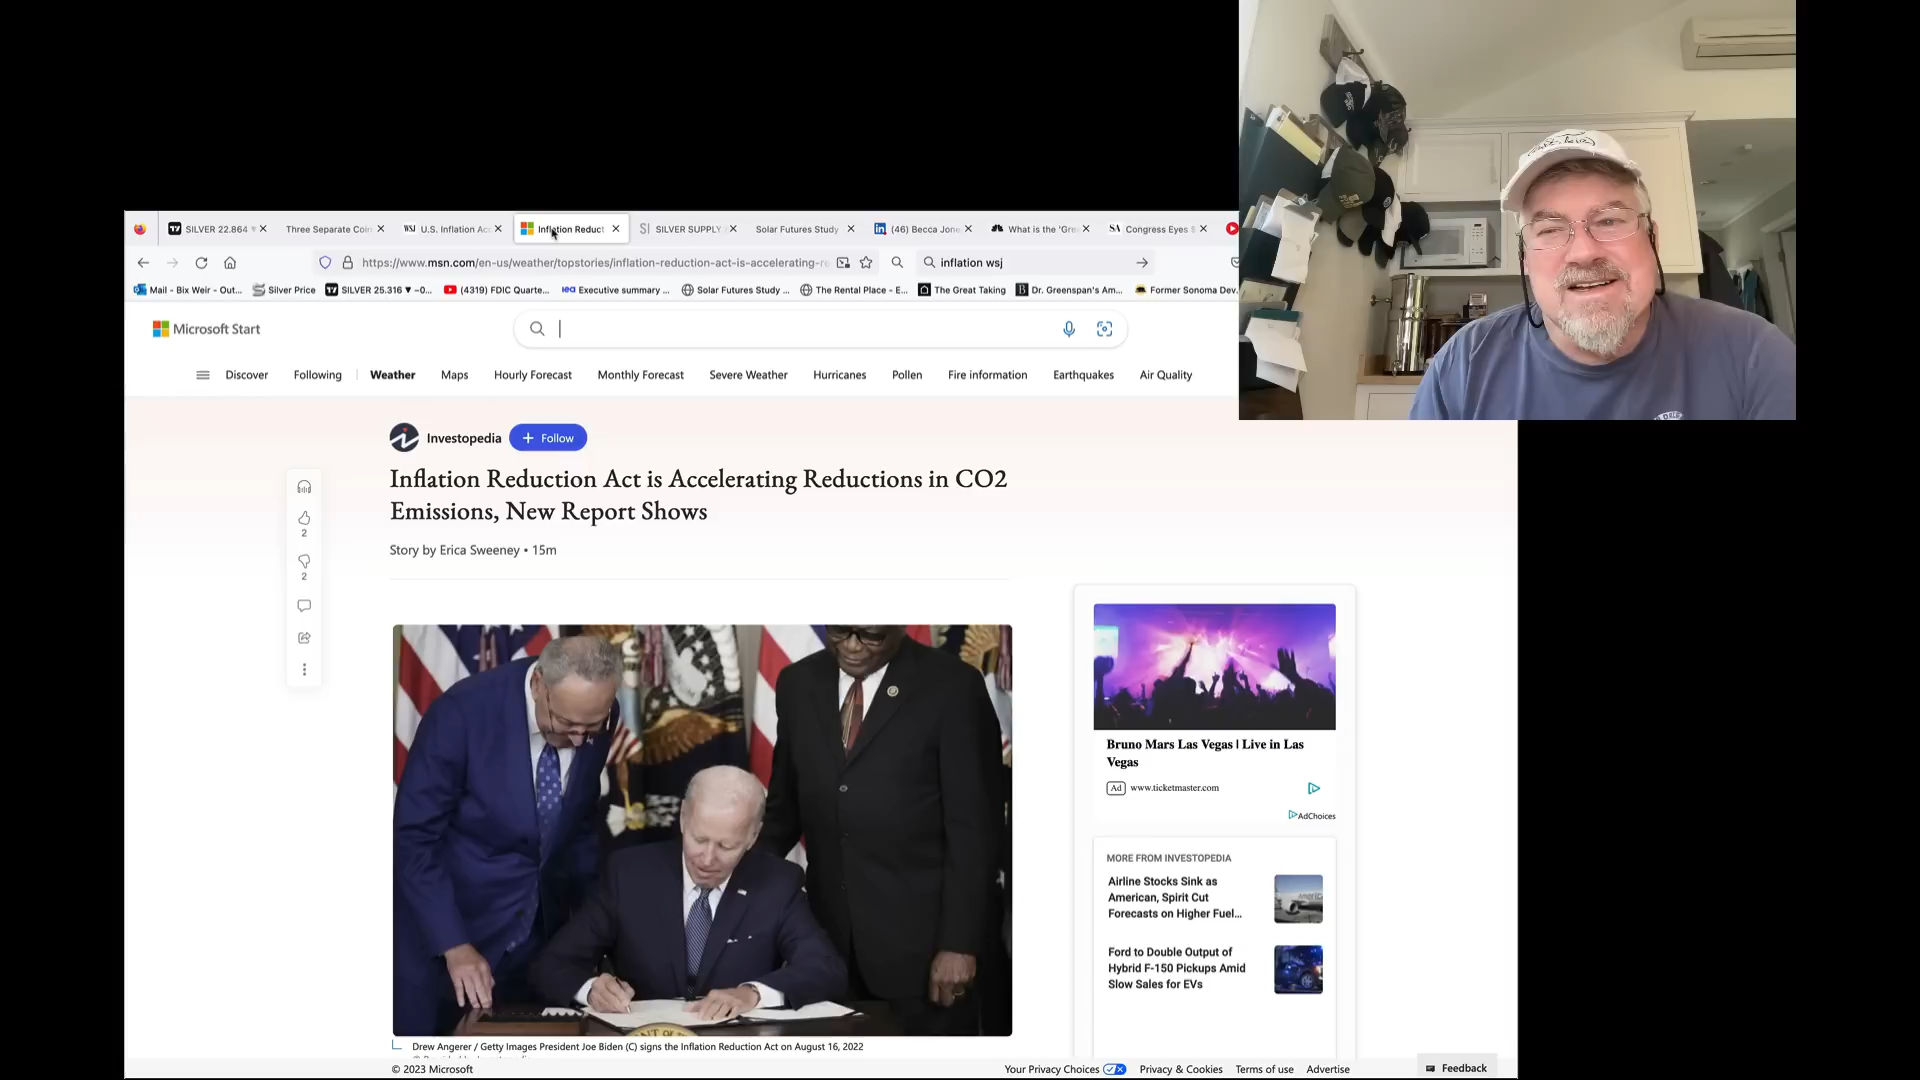 SILVER 22.864
Three Separate Coin
WSJ U.S. Inflation Ac
Inflation Reduct
SI SILVER SUPPLY
Solar Futures Study
(46) Becca Jone
What is the 'Gre
SA Congress Eyes
https://www.msn.com/en-us/weather/topstories/inflation-reduction-act-is-accelerating-r
inflation wsj
Mail - Bix Weir - Out...
Silver Price
SILVER 25.316 ▼ −0...
(4319) FDIC Quarte...
iea Executive summary ...
Solar Futures Study ...
The Rental Place - E...
The Great Taking
Dr. Greenspan's Am...
Former Sonoma Dev...
Microsoft Start
Discover
Following
Weather
Maps
Hourly Forecast
Monthly Forecast
Severe Weather
Hurricanes
Pollen
Fire information
Earthquakes
Air Quality
Investopedia
+ Follow
Inflation Reduction Act is Accelerating Reductions in CO2
Emissions, New Report Shows
Story by Erica Sweeney • 15m
2
2
Bruno Mars Las Vegas | Live in Las
Vegas
Ad www.ticketmaster.com
AdChoices
MORE FROM INVESTOPEDIA
Airline Stocks Sink as
American, Spirit Cut
Forecasts on Higher Fuel...
Ford to Double Output of
Hybrid F-150 Pickups Amid
Slow Sales for EVs
Drew Angerer / Getty Images President Joe Biden (C) signs the Inflation Reduction Act on August 16, 2022
© 2023 Microsoft
Your Privacy Choices
Privacy & Cookies
Terms of use
Advertise
Feedback